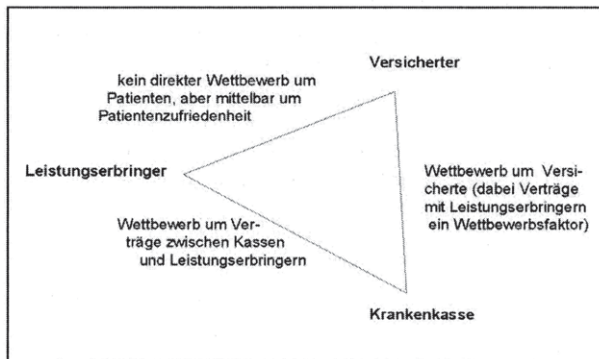 Versicherter
kein direkter Wettbewerb um
Patienten, aber mittelbar um
Patientenzufriedenheit
Leistungserbringer
Wettbewerb um Versi-
cherte (dabei Verträge
mit Leistungserbringern
ein Wettbewerbsfaktor)
Wettbewerb um Ver-
träge zwischen Kassen
und Leistungserbringern
Krankenkasse